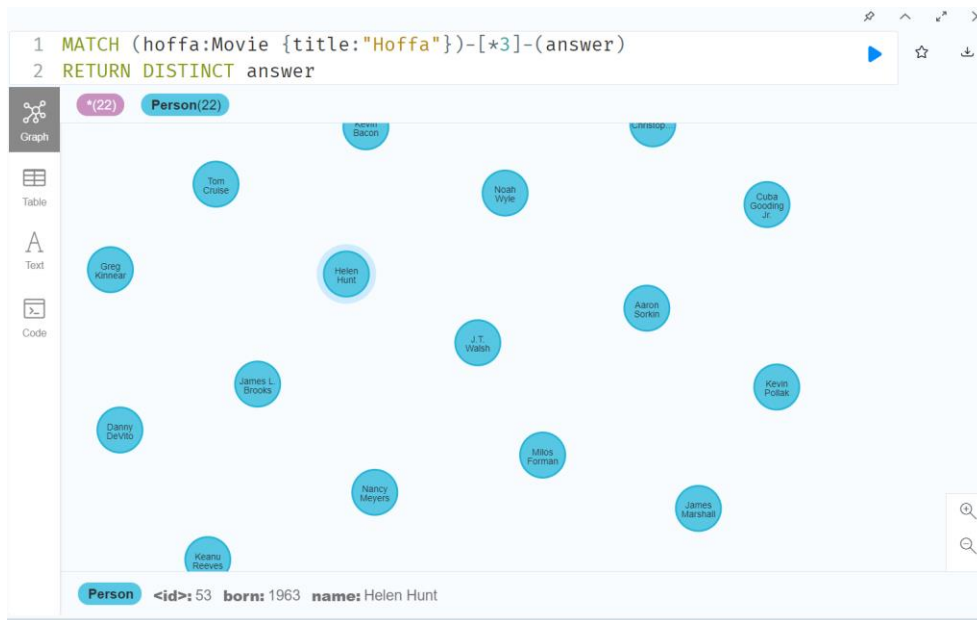 1 MATCH (hoffa:Movie {title:"Hoffa"})-[*3]-(answer)
2 RETURN DISTINCT answer
*(22) Person(22)
Graph
Table
Text
Code
Kevin
Bacon
Christop...
Tom
Cruise
Noah
Wyle
Cuba
Gooding
Jr.
Greg
Kinnear
Helen
Hunt
Aaron
Sorkin
J.T.
Walsh
James L.
Brooks
Kevin
Pollak
Danny
DeVito
Milos
Forman
Nancy
Meyers
James
Marshall
Keanu
Reeves
Person <id>: 53 born: 1963 name: Helen Hunt